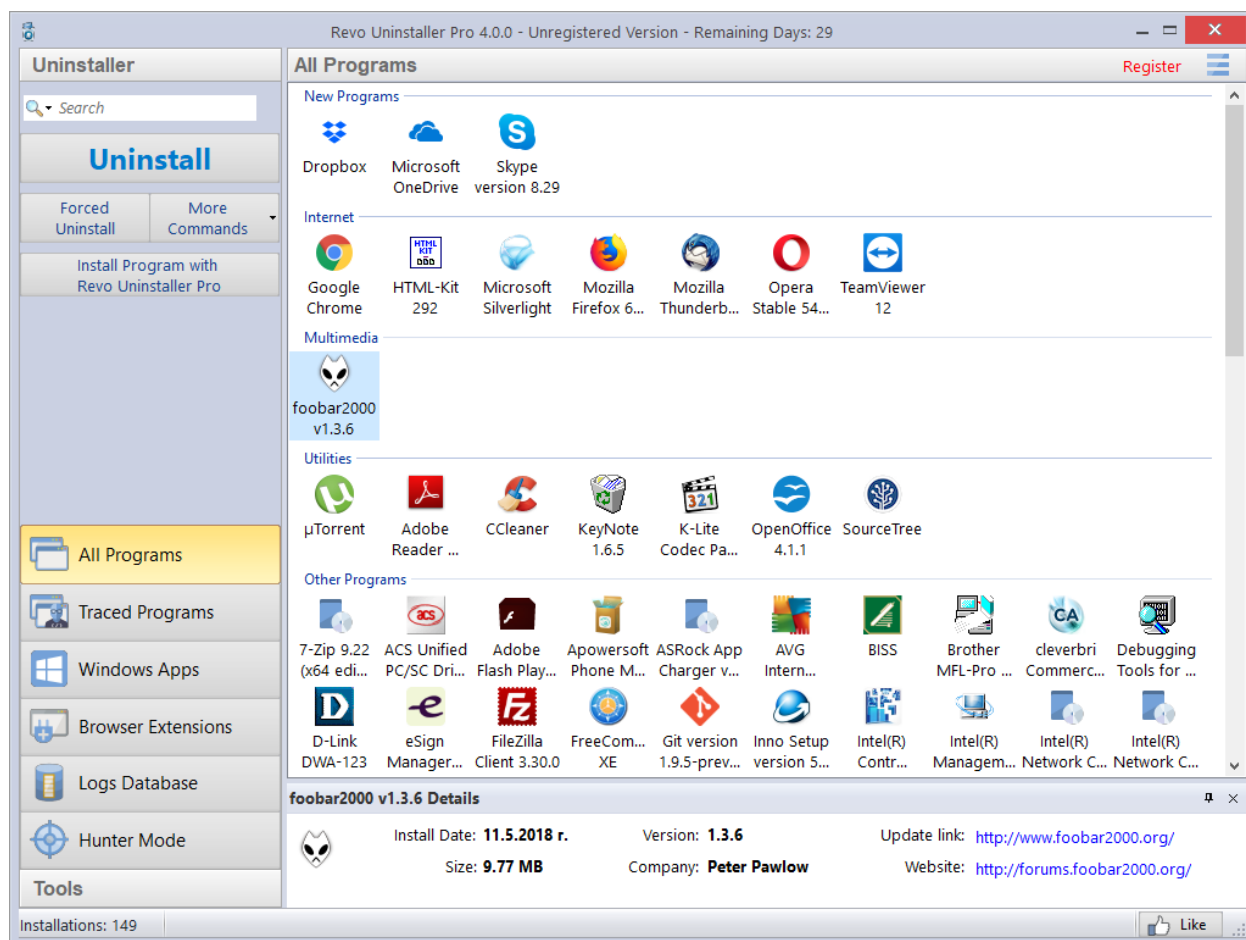 Revo Uninstaller Pro 4.0.0 - Unregistered Version - Remaining Days: 29
Uninstaller
Search
Uninstall
Forced Uninstall
More Commands
Install Program with
Revo Uninstaller Pro
All Programs
Traced Programs
Windows Apps
Browser Extensions
Logs Database
Hunter Mode
Tools
All Programs
Register
New Programs
Dropbox
Microsoft OneDrive
Skype version 8.29
Internet
Google Chrome
HTML-Kit 292
Microsoft Silverlight
Mozilla Firefox 6...
Mozilla Thunderb...
Opera Stable 54...
TeamViewer 12
Multimedia
foobar2000 v1.3.6
Utilities
µTorrent
Adobe Reader ...
CCleaner
KeyNote 1.6.5
K-Lite Codec Pa...
OpenOffice 4.1.1
SourceTree
Other Programs
7-Zip 9.22 (x64 edi...
ACS Unified PC/SC Dri...
Adobe Flash Play...
Apowersoft Phone M...
ASRock App Charger v...
AVG Intern...
BISS
Brother MFL-Pro ...
cleverbri Commerc...
Debugging Tools for ...
D-Link DWA-123
eSign Manager...
FileZilla Client 3.30.0
FreeCom... XE
Git version 1.9.5-prev...
Inno Setup version 5...
Intel(R) Contr...
Intel(R) Managem...
Intel(R) Network C...
Intel(R) Network C...
foobar2000 v1.3.6 Details
Install Date: 11.5.2018 г.
Version: 1.3.6
Update link: http://www.foobar2000.org/
Size: 9.77 MB
Company: Peter Pawlow
Website: http://forums.foobar2000.org/
Installations: 149
Like